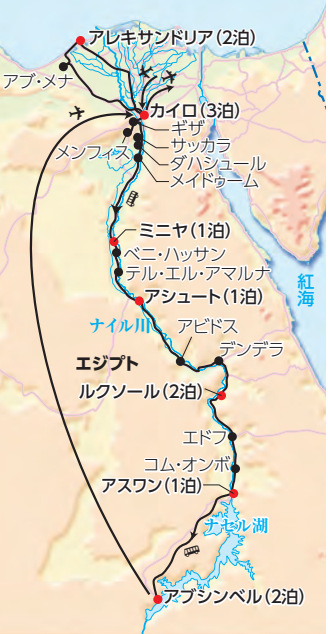 アレキサンドリア(2泊)
アブ・メナ
カイロ(3泊)
ギザ
サッカラ
メンフィス
ダハシュール
メイドゥーム
ミニヤ(1泊)
ベニ・ハッサン
テル・エル・アマルナ
紅海
アシュート(1泊)
ナイル川
アビドス
デンデラ
エジプト
ルクソール(2泊)
エドフ
コム・オンボ
アスワン(1泊)
ナセル湖
アブシンベル(2泊)